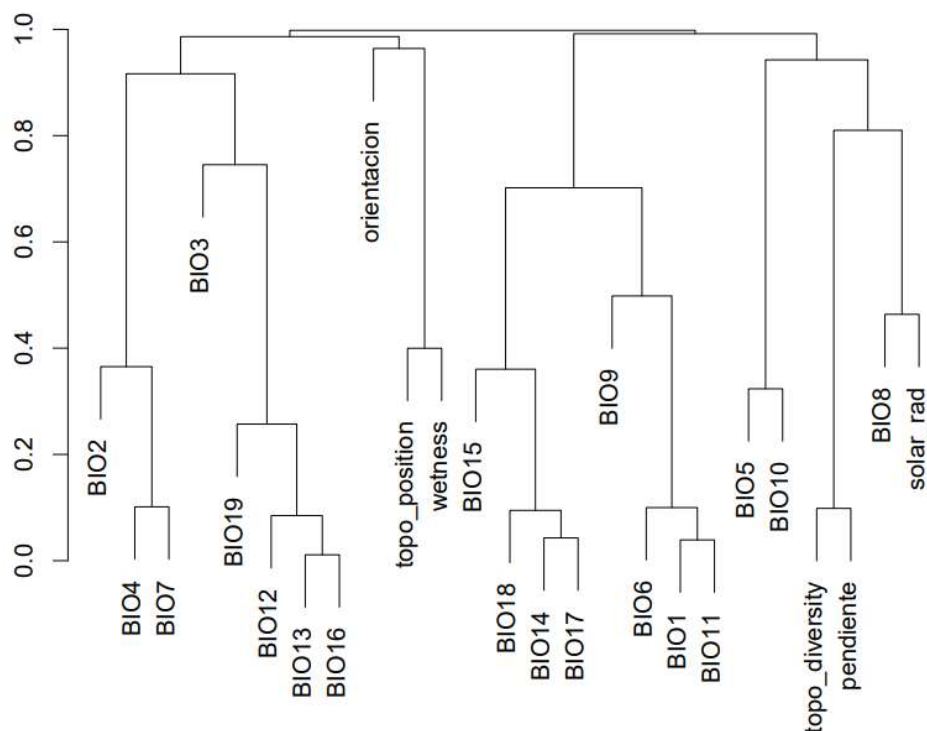 1.0
0.8
0.6
0.4
0.2
0.0
BIO2
BIO4
BIO7
BIO3
BIO19
BIO12
BIO13
BIO16
orientacion
topo_position
wetness
BIO15
BIO18
BIO14
BIO17
BIO9
BIO6
BIO1
BIO11
BIO5
BIO10
topo_diversity
pendiente
BIO8
solar_rad